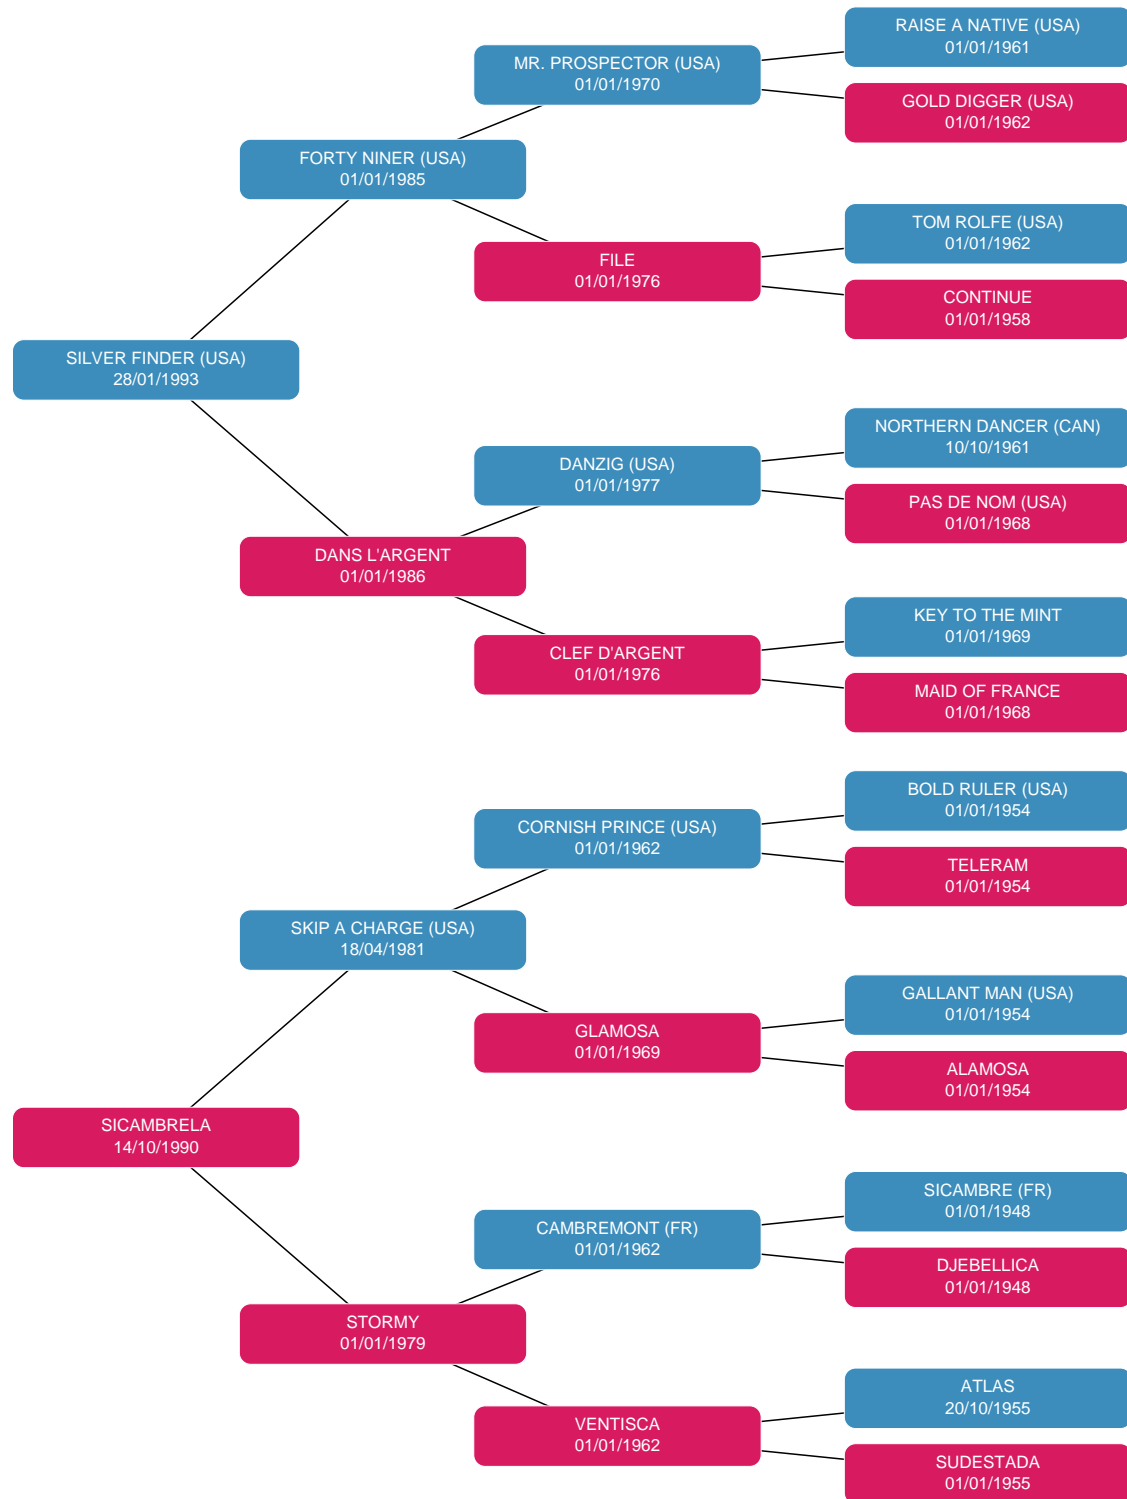 RAISE A NATIVE (USA)
01/01/1961
MR. PROSPECTOR (USA)
01/01/1970
GOLD DIGGER (USA)
01/01/1962
FORTY NINER (USA)
01/01/1985
TOM ROLFE (USA)
01/01/1962
FILE
01/01/1976
CONTINUE
01/01/1958
SILVER FINDER (USA)
28/01/1993
NORTHERN DANCER (CAN)
10/10/1961
DANZIG (USA)
01/01/1977
PAS DE NOM (USA)
01/01/1968
DANS L'ARGENT
01/01/1986
KEY TO THE MINT
01/01/1969
CLEF D'ARGENT
01/01/1976
MAID OF FRANCE
01/01/1968
BOLD RULER (USA)
01/01/1954
CORNISH PRINCE (USA)
01/01/1962
TELERAM
01/01/1954
SKIP A CHARGE (USA)
18/04/1981
GALLANT MAN (USA)
01/01/1954
GLAMOSA
01/01/1969
ALAMOSA
01/01/1954
SICAMBRELA
14/10/1990
SICAMBRE (FR)
01/01/1948
CAMBREMONT (FR)
01/01/1962
DJEBELLICA
01/01/1948
STORMY
01/01/1979
ATLAS
20/10/1955
VENTISCA
01/01/1962
SUDESTADA
01/01/1955